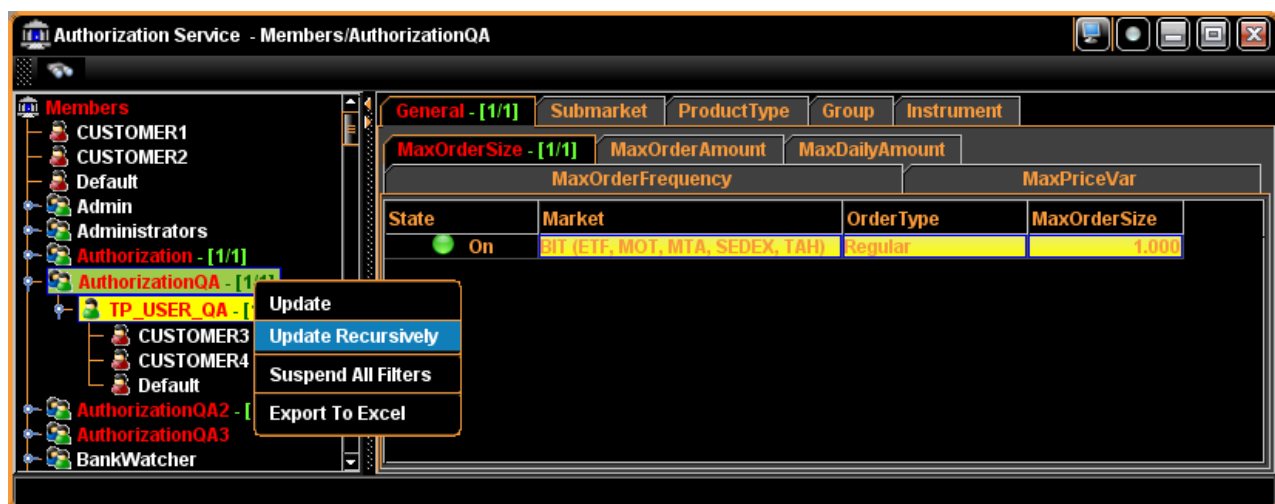 Authorization Service - Members/AuthorizationQA
Members
CUSTOMER1
CUSTOMER2
Default
Admin
Administrators
Authorization - [1/1]
AuthorizationQA - [1/1]
TP_USER_QA - [
CUSTOMER3
CUSTOMER4
Default
AuthorizationQA2 - [
AuthorizationQA3
BankWatcher
Update
Update Recursively
Suspend All Filters
Export To Excel
General - [1/1] Submarket ProductType Group Instrument
MaxOrderSize - [1/1] MaxOrderAmount MaxDailyAmount
MaxOrderFrequency MaxPriceVar
State Market OrderType MaxOrderSize
On BIT (ETF, MOT, MTA, SEDEX, TAH) Regular 1.000